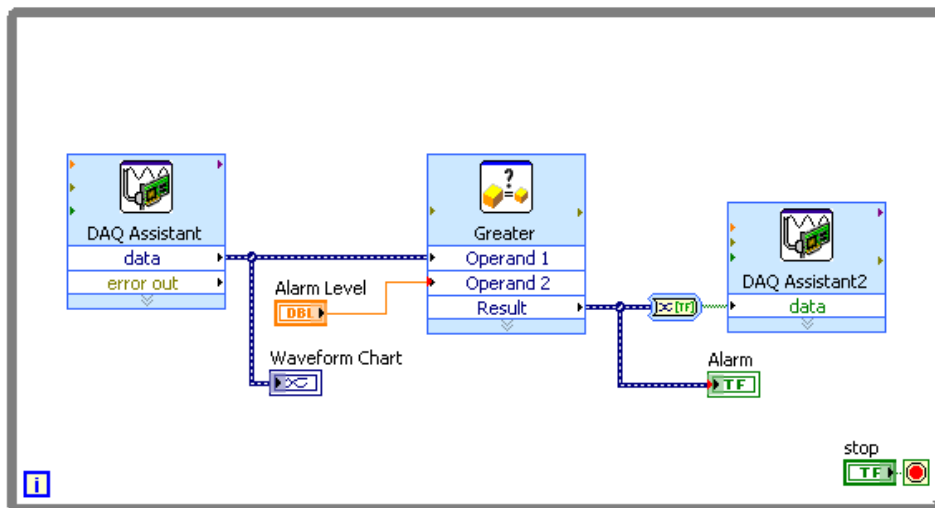 DAQ Assistant
data
error out
Alarm Level
DBL
Waveform Chart
?
=
Greater
Operand 1
Operand 2
Result
[TF]
DAQ Assistant2
data
Alarm
TF
stop
TF
i